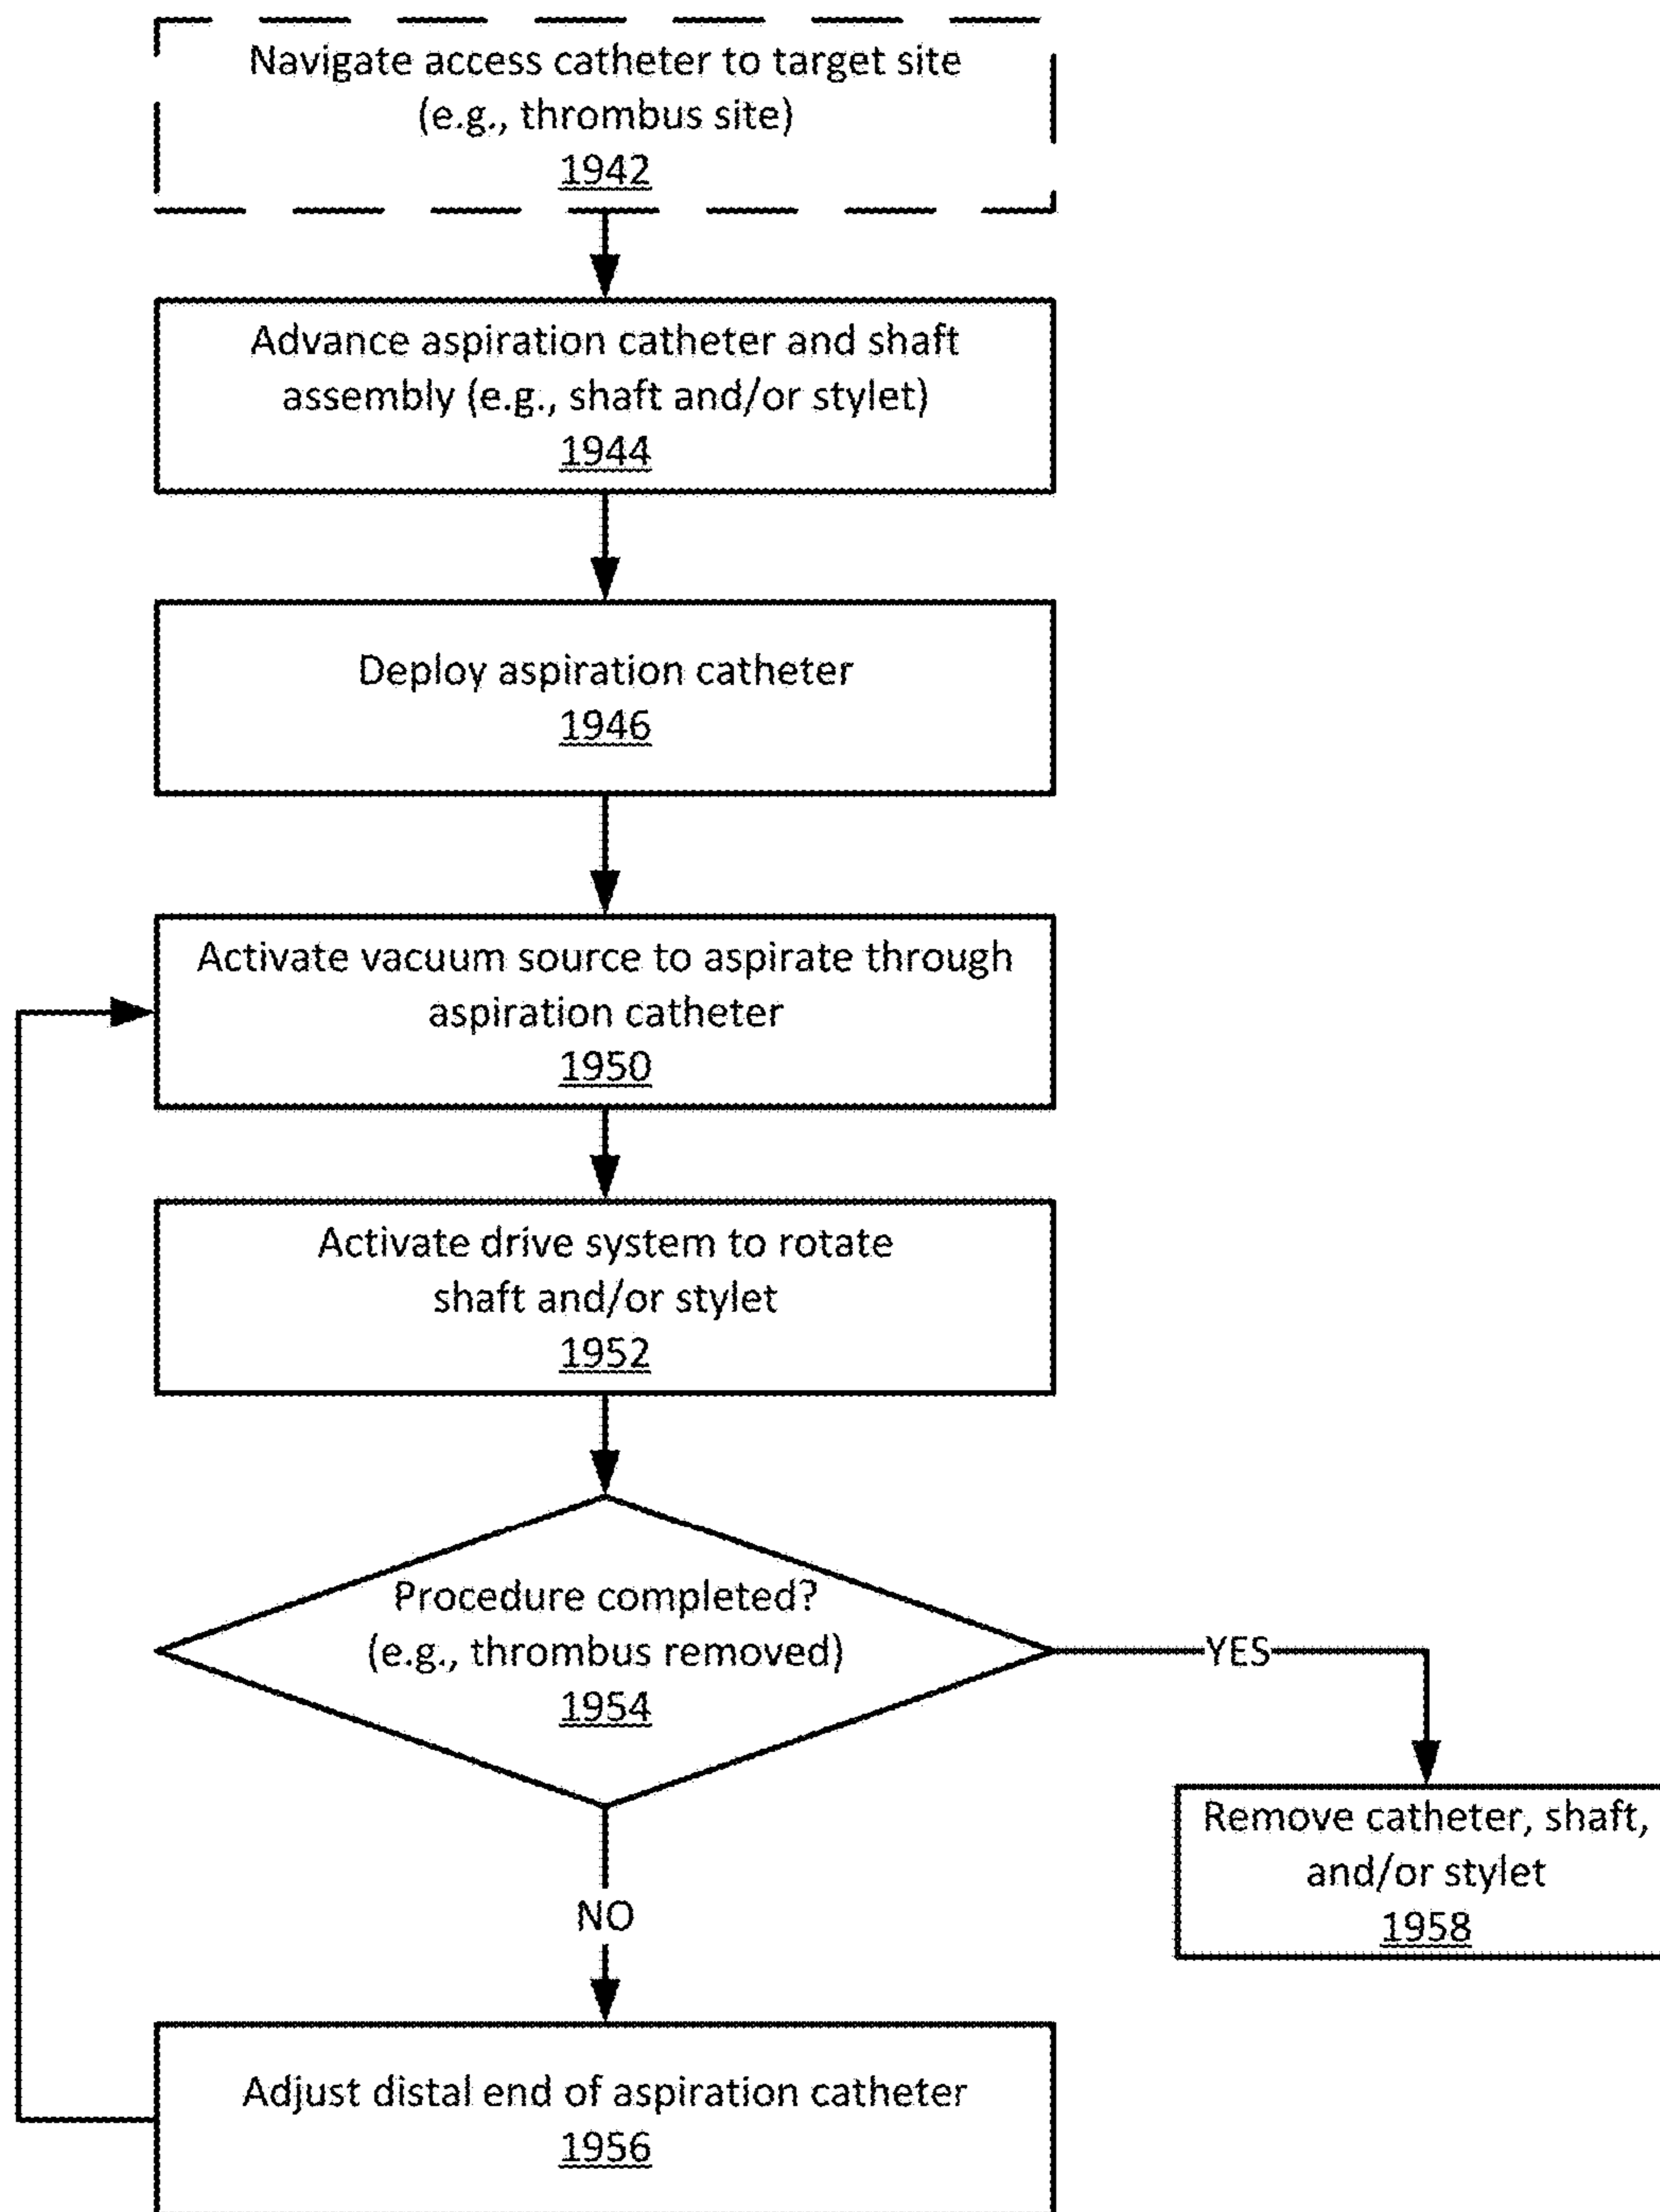 Navigate access catheter to target site
(e.g., thrombus site)
1942
Advance aspiration catheter and shaft
assembly (e.g., shaft and/or stylet)
1944
Deploy aspiration catheter
1946
Activate vacuum source to aspirate through
aspiration catheter
1950
Activate drive system to rotate
shaft and/or stylet
1952
Procedure completed?
(e.g., thrombus removed)
1954
YES
Remove catheter, shaft,
and/or stylet
1958
NO
Adjust distal end of aspiration catheter
1956